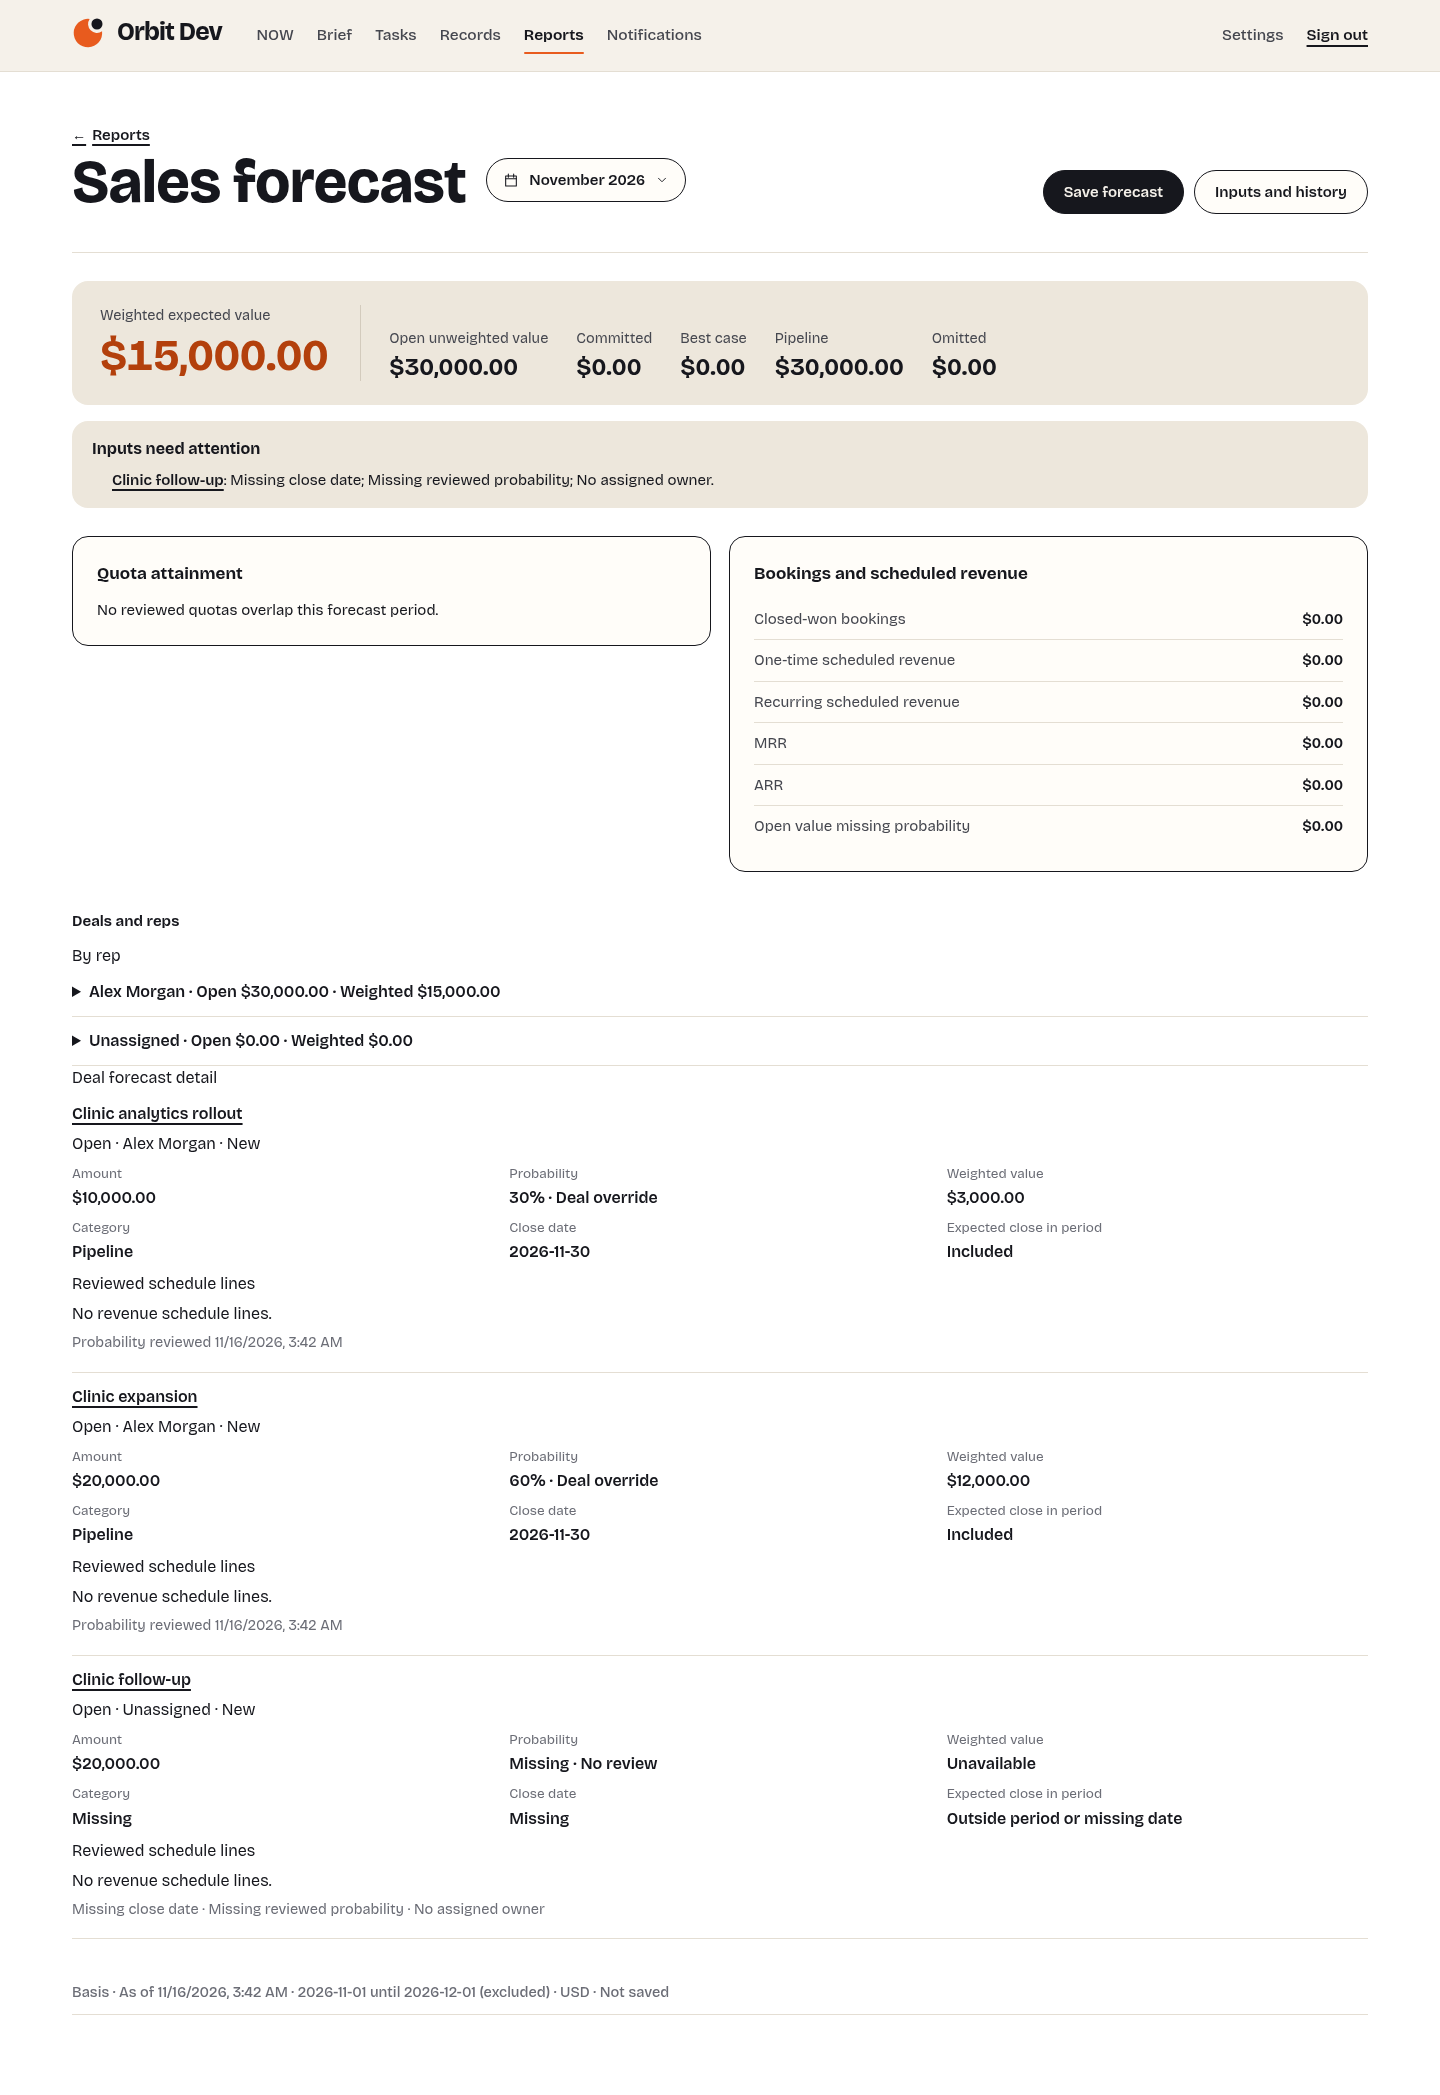 Orbit Dev
NOW Brief Tasks Records Reports Notifications Settings Sign out
← Reports
Sales forecast
November 2026
Save forecast
Inputs and history
Weighted expected value
$15,000.00
Open unweighted value Committed Best case Pipeline Omitted
$30,000.00 $0.00 $0.00 $30,000.00 $0.00
Inputs need attention
Clinic follow-up: Missing close date; Missing reviewed probability; No assigned owner.
Quota attainment
No reviewed quotas overlap this forecast period.
Bookings and scheduled revenue
Closed-won bookings $0.00
One-time scheduled revenue $0.00
Recurring scheduled revenue $0.00
MRR $0.00
ARR $0.00
Open value missing probability $0.00
Deals and reps
By rep
Alex Morgan · Open $30,000.00 · Weighted $15,000.00
Unassigned · Open $0.00 · Weighted $0.00
Deal forecast detail
Clinic analytics rollout
Open · Alex Morgan · New
Amount Probability Weighted value
$10,000.00 30% · Deal override $3,000.00
Category Close date Expected close in period
Pipeline 2026-11-30 Included
Reviewed schedule lines
No revenue schedule lines.
Probability reviewed 11/16/2026, 3:42 AM
Clinic expansion
Open · Alex Morgan · New
Amount Probability Weighted value
$20,000.00 60% · Deal override $12,000.00
Category Close date Expected close in period
Pipeline 2026-11-30 Included
Reviewed schedule lines
No revenue schedule lines.
Probability reviewed 11/16/2026, 3:42 AM
Clinic follow-up
Open · Unassigned · New
Amount Probability Weighted value
$20,000.00 Missing · No review Unavailable
Category Close date Expected close in period
Missing Missing Outside period or missing date
Reviewed schedule lines
No revenue schedule lines.
Missing close date · Missing reviewed probability · No assigned owner
Basis · As of 11/16/2026, 3:42 AM · 2026-11-01 until 2026-12-01 (excluded) · USD · Not saved